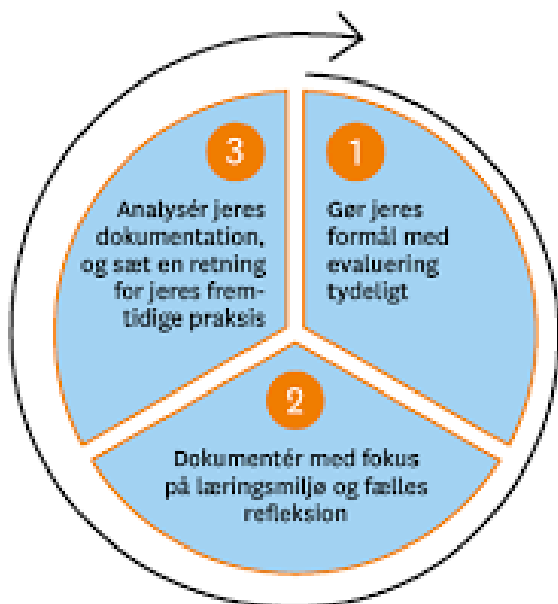 1
Gør jeres
formål med
evaluering
tydeligt
2
Dokumentér med fokus
på læringsmiljø og fælles
refleksion
3
Analysér jeres
dokumentation,
og sæt en retning
for jeres frem-
tidige praksis